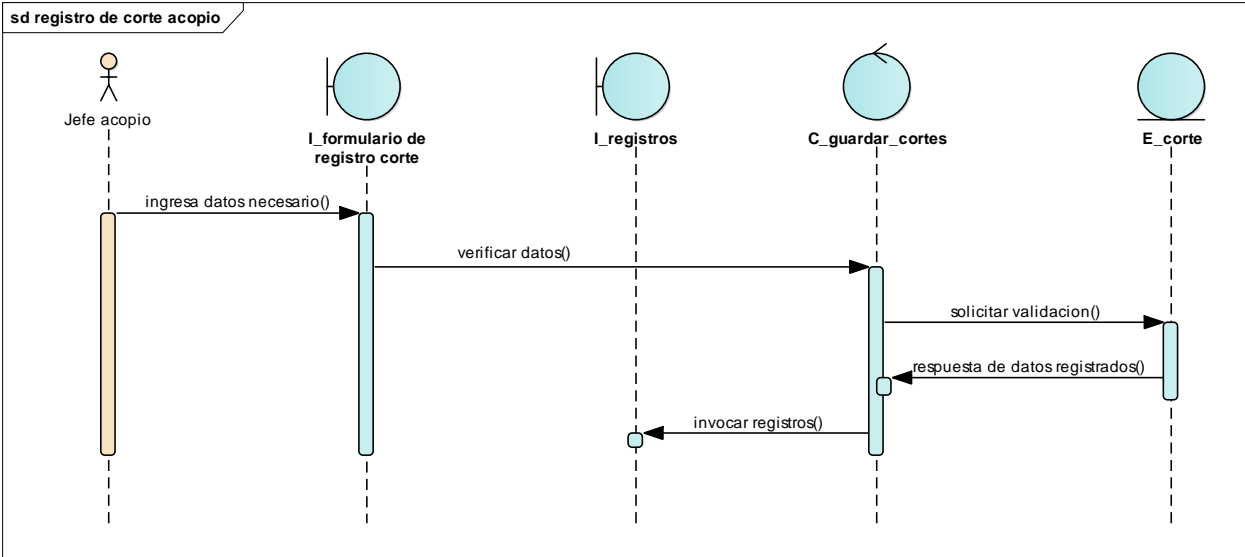 sd registro de corte acopio
Jefe acopio
I_formulario de
registro corte
I_registros
C_guardar_cortes
E_corte
ingresa datos necesario()
verificar datos()
solicitar validacion()
respuesta de datos registrados()
invocar registros()